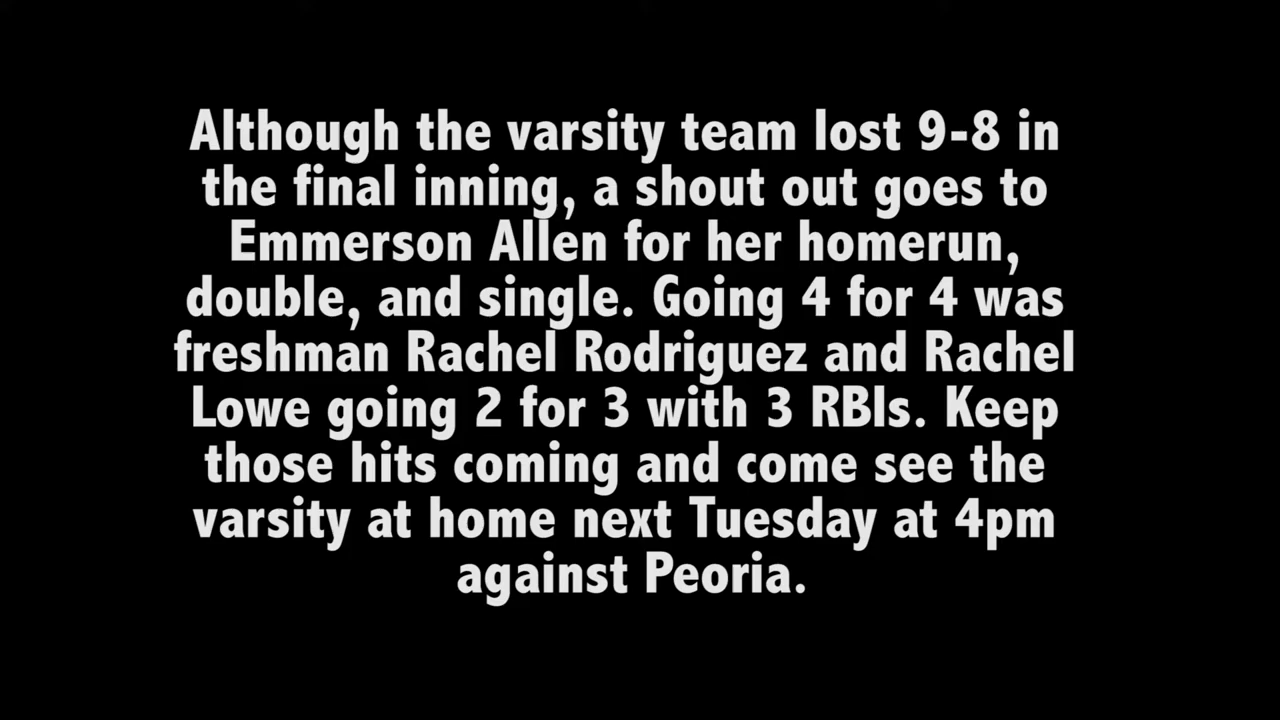 Although the varsity team lost 9-8 in
the final inning, a shout out goes to
Emmerson Allen for her homerun,
double, and single. Going 4 for 4 was
freshman Rachel Rodriguez and Rachel
Lowe going 2 for 3 with 3 RBIs. Keep
those hits coming and come see the
varsity at home next Tuesday at 4pm
against Peoria.